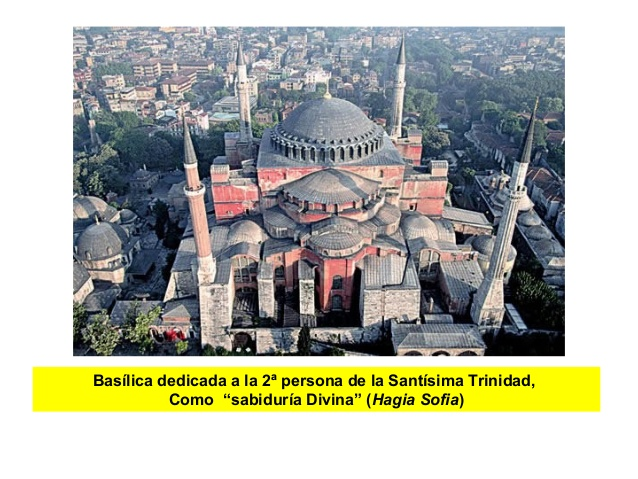 Basílica dedicada a la 2ª persona de la Santísima Trinidad,
Como “sabiduría Divina” (Hagia Sofia)